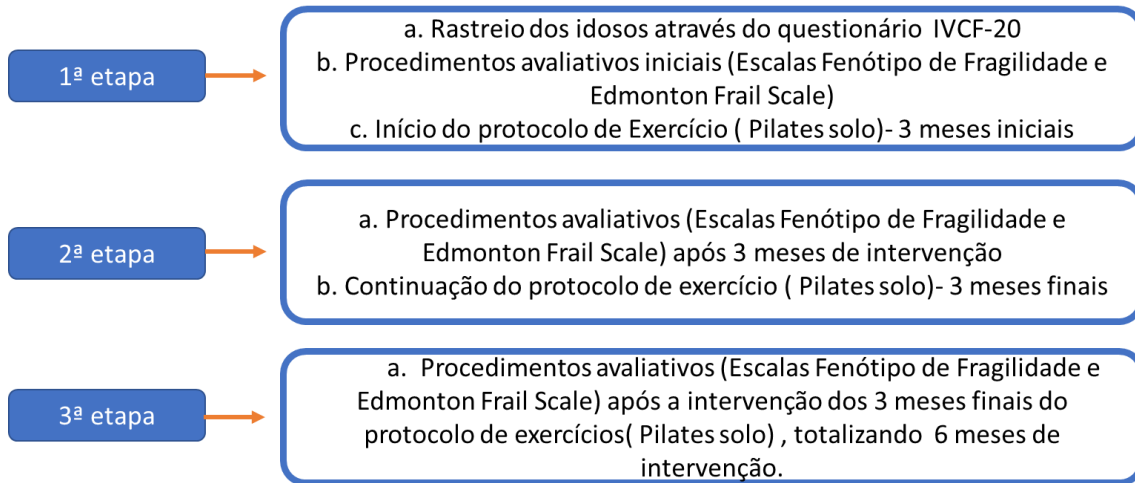 1ª etapa
a. Rastreio dos idosos através do questionário IVCF-20
b. Procedimentos avaliativos iniciais (Escalas Fenótipo de Fragilidade e
Edmonton Frail Scale)
c. Início do protocolo de Exercício ( Pilates solo)- 3 meses iniciais
2ª etapa
a. Procedimentos avaliativos (Escalas Fenótipo de Fragilidade e
Edmonton Frail Scale) após 3 meses de intervenção
b. Continuação do protocolo de exercício ( Pilates solo)- 3 meses finais
3ª etapa
a. Procedimentos avaliativos (Escalas Fenótipo de Fragilidade e
Edmonton Frail Scale) após a intervenção dos 3 meses finais do
protocolo de exercícios( Pilates solo) , totalizando 6 meses de
intervenção.